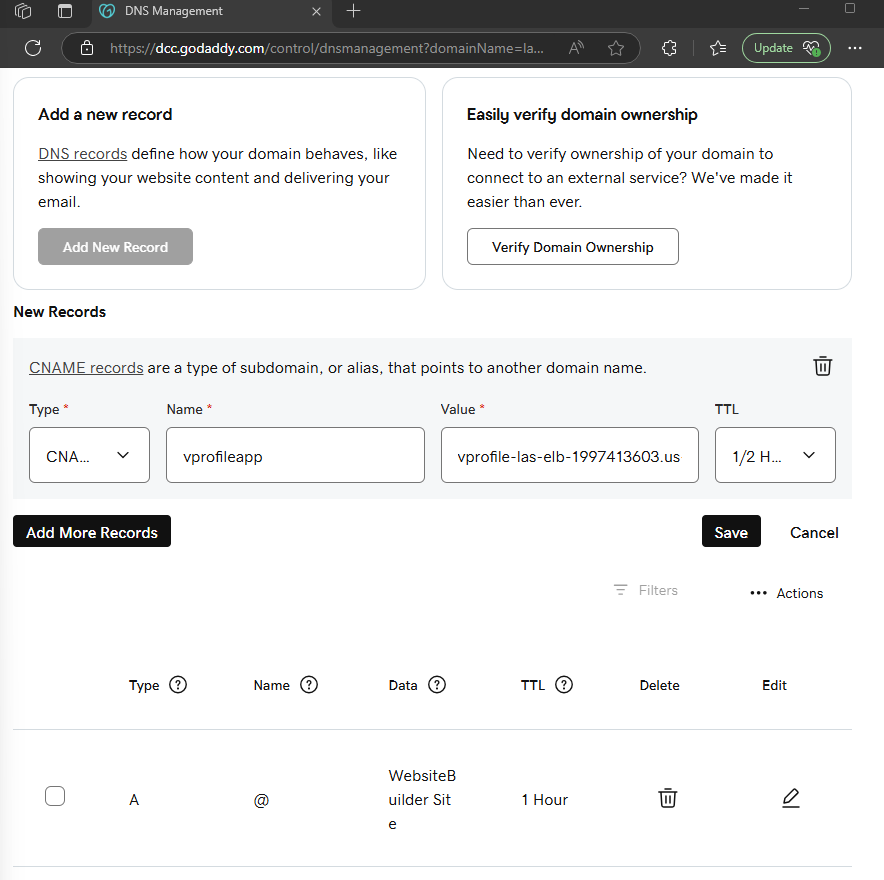 DNS Management
https://dcc.godaddy.com/control/dnsmanagement?domainName=la...
Update
Add a new record
DNS records define how your domain behaves, like
showing your website content and delivering your
email.
Add New Record
Easily verify domain ownership
Need to verify ownership of your domain to
connect to an external service? We've made it
easier than ever.
Verify Domain Ownership
New Records
CNAME records are a type of subdomain, or alias, that points to another domain name.
Type * Name * Value * TTL
CNA... vprofileapp vprofile-las-elb-1997413603.us 1/2 H...
Add More Records Save Cancel
Filters ••• Actions
Type ? Name ? Data ? TTL ? Delete Edit
WebsiteB
A @ uilder Sit 1 Hour
e